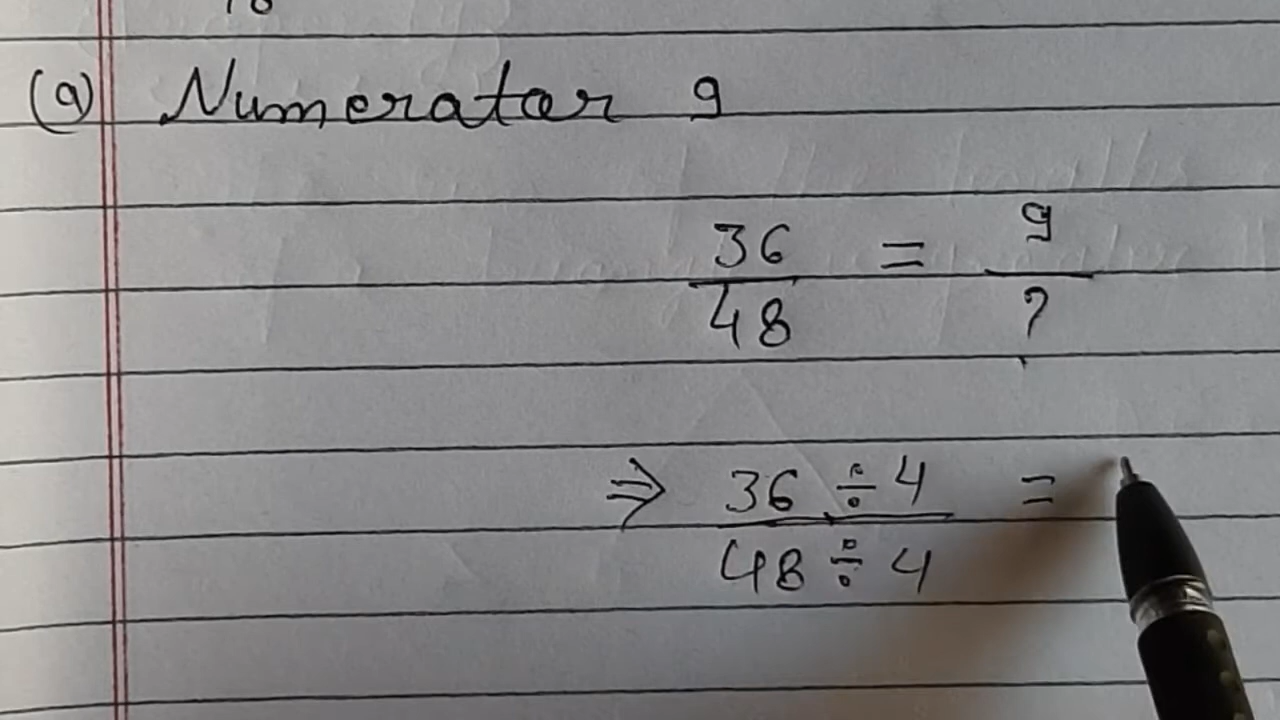 (a) Numerator 9
36 = 9
48 ?
⇒ 36 ÷ 4 =
48 ÷ 4